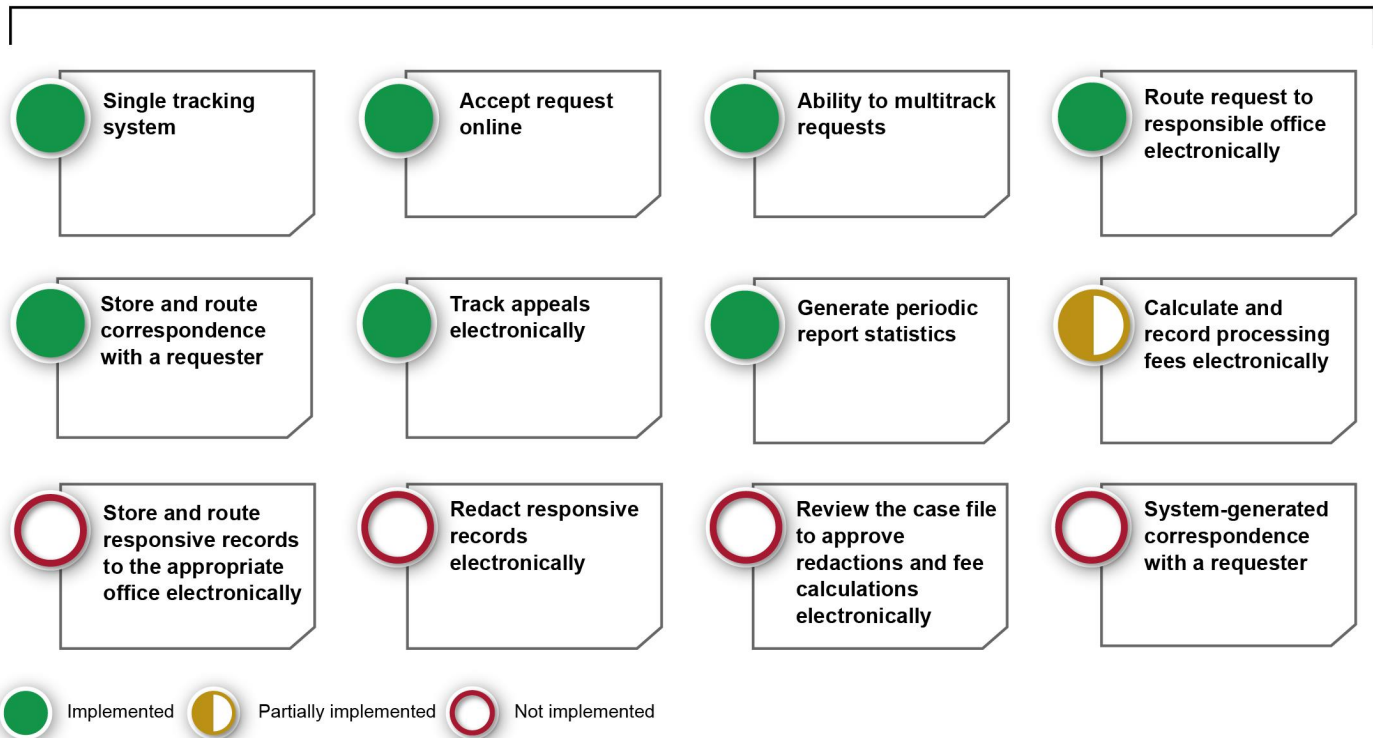 Single tracking
system
Accept request
online
Ability to multitrack
requests
Route request to
responsible office
electronically
Store and route
correspondence
with a requester
Track appeals
electronically
Generate periodic
report statistics
Calculate and
record processing
fees electronically
Store and route
responsive records
to the appropriate
office electronically
Redact responsive
records
electronically
Review the case file
to approve
redactions and fee
calculations
electronically
System-generated
correspondence
with a requester
Implemented
Partially implemented
Not implemented